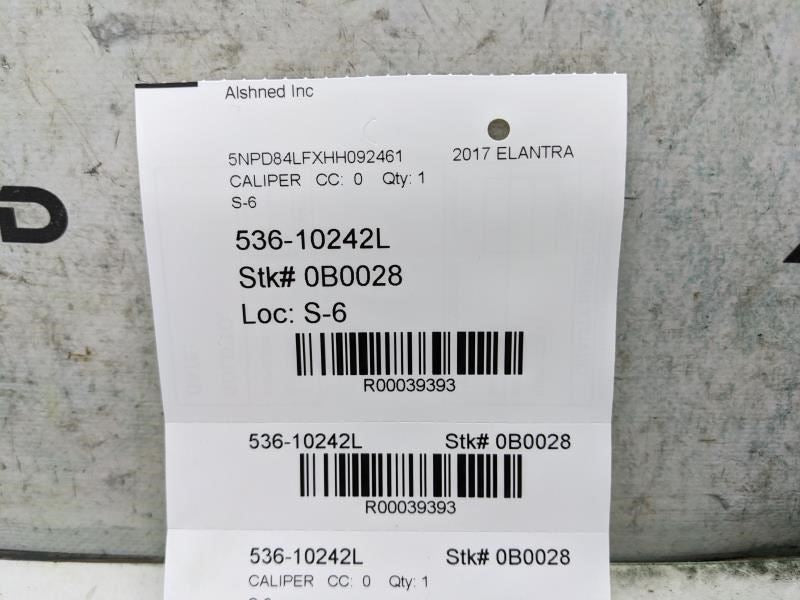 Alshned Inc
5NPD84LFXHH092461 2017 ELANTRA
CALIPER CC: 0 Qty: 1
S-6
536-10242L
Stk# 0B0028
Loc: S-6
R00039393
536-10242L Stk# 0B0028
R00039393
536-10242L Stk# 0B0028
CALIPER CC: 0 Qty: 1